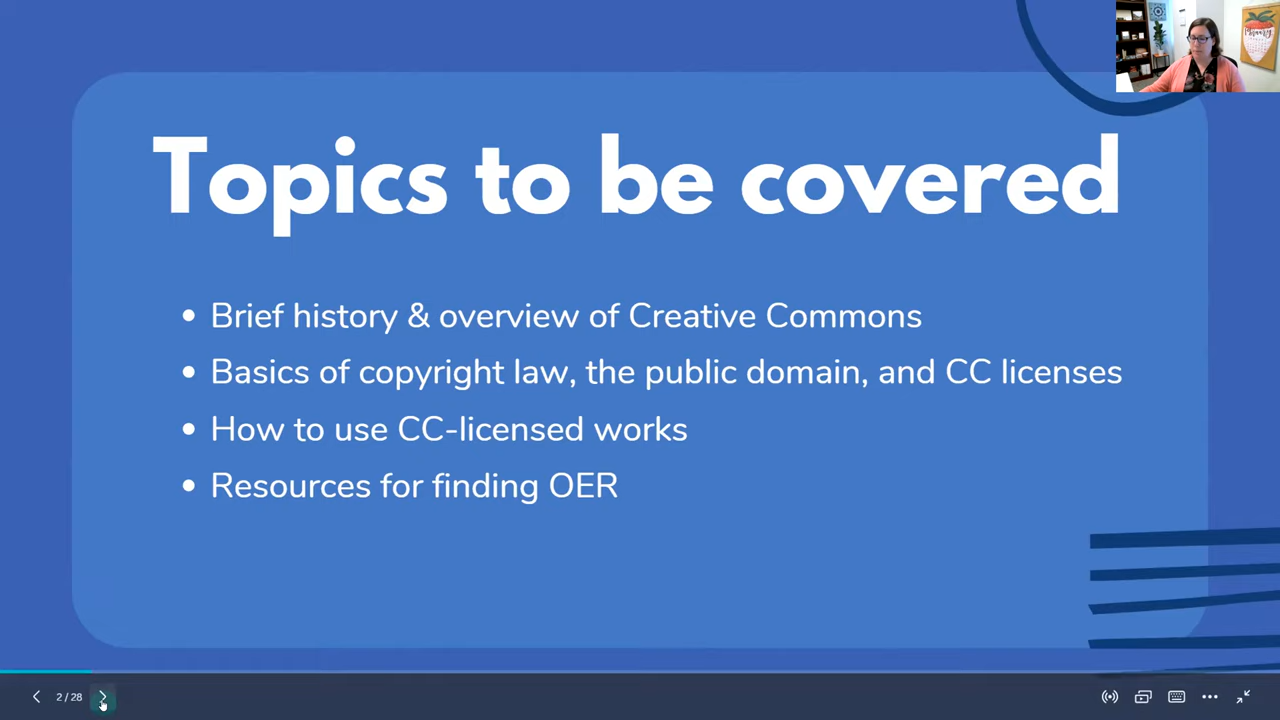 Topics to be covered
Brief history & overview of Creative Commons
Basics of copyright law, the public domain, and CC licenses
How to use CC-licensed works
Resources for finding OER
2 / 28